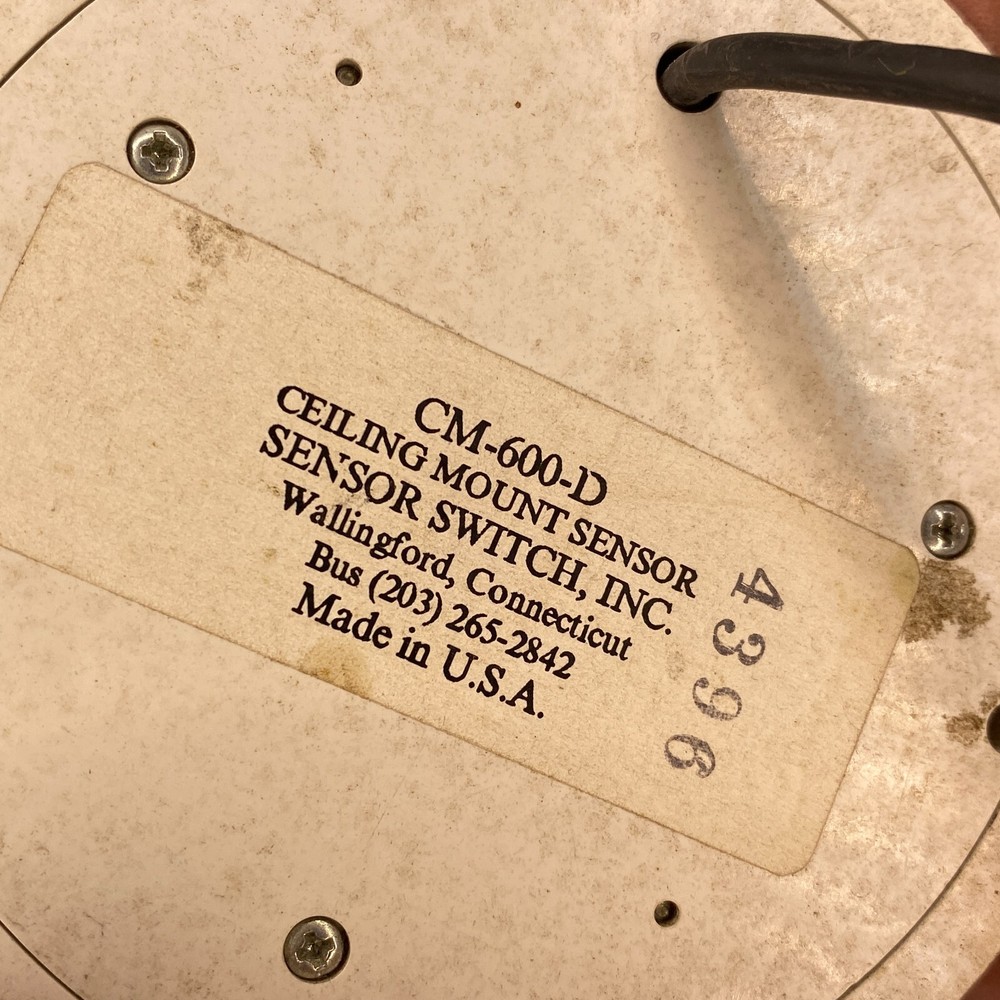 CM-600-D
CEILING MOUNT SENSOR
SENSOR SWITCH, INC.
Wallingford, Connecticut
Bus (203) 265-2842
Made in U.S.A.
4396